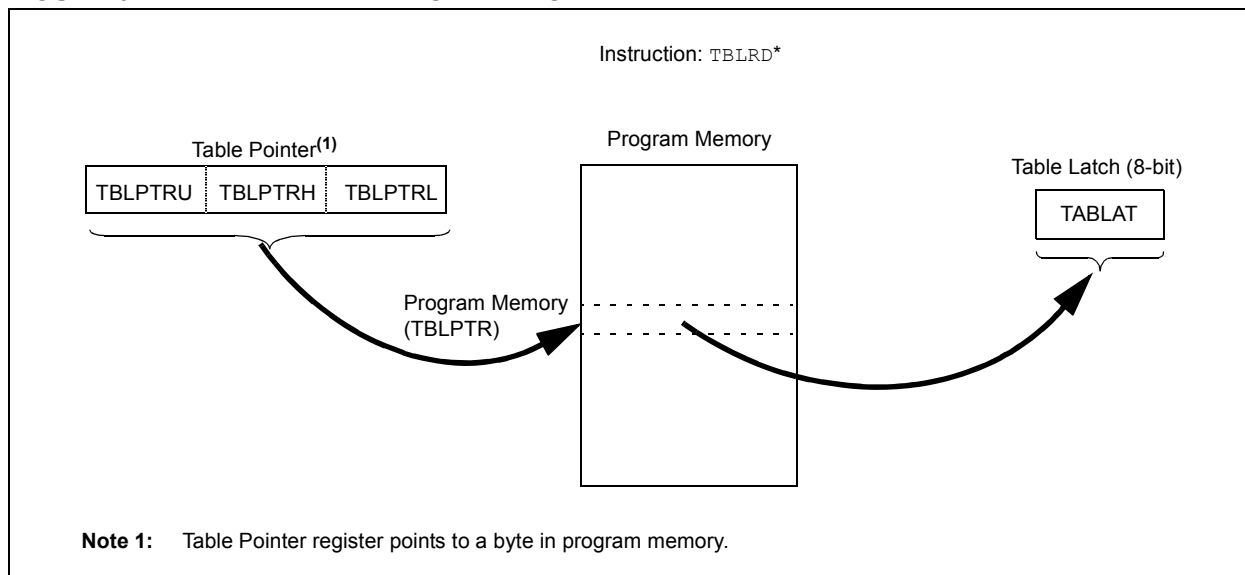 Instruction: TBLRD*
Table Pointer(1)
TBLPTRU TBLPTRH TBLPTRL
Program Memory
Table Latch (8-bit)
TABLAT
Program Memory
(TBLPTR)
Note 1: Table Pointer register points to a byte in program memory.